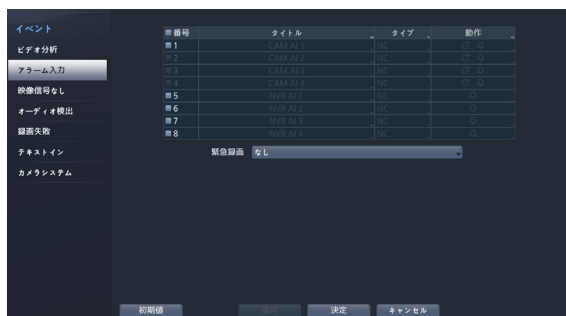 イベント
ビデオ分析
アラーム入力
映像信号なし
オーディオ検出
録画失敗
テキストイン
カメラシステム
番号 タイトル タイプ 動作
1 CAM AI 1 NC
2 CAM AI 2 NC
3 CAM AI 3 NC
4 CAM AI 4 NC
5 NVR AI 1 NC
6 NVR AI 2 NC
7 NVR AI 3 NC
8 NVR AI 4 NC
緊急録画 なし
初期値 決定 キャンセル